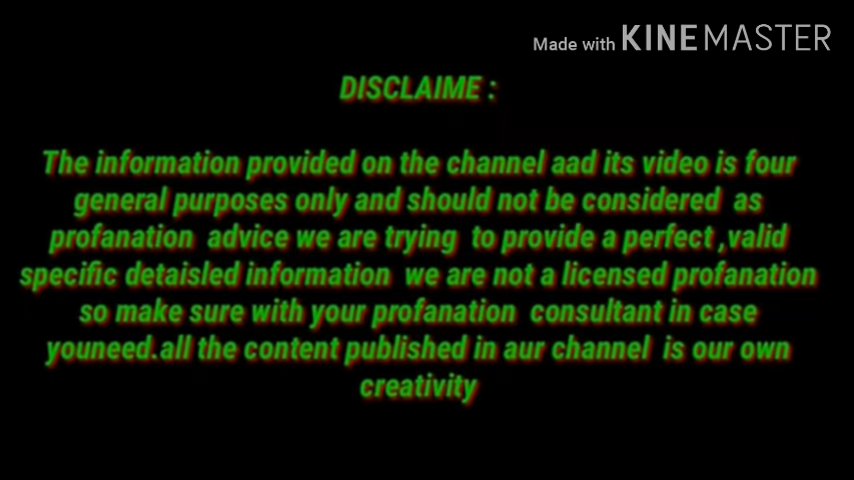 Made with KINEMASTER
DISCLAIME :
The information provided on the channel aad its video is four
general purposes only and should not be considered as
profanation advice we are trying to provide a perfect ,valid
specific detaisled information we are not a licensed profanation
so make sure with your profanation consultant in case
youneed.all the content published in aur channel is our own
creativity